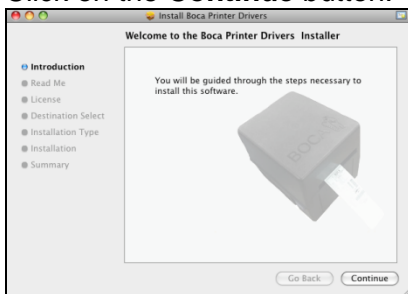 Click on the Continue button.
Install Boca Printer Drivers
Welcome to the Boca Printer Drivers Installer
Introduction
Read Me
License
Destination Select
Installation Type
Installation
Summary
You will be guided through the steps necessary to
install this software.
BOCA
Go Back
Continue